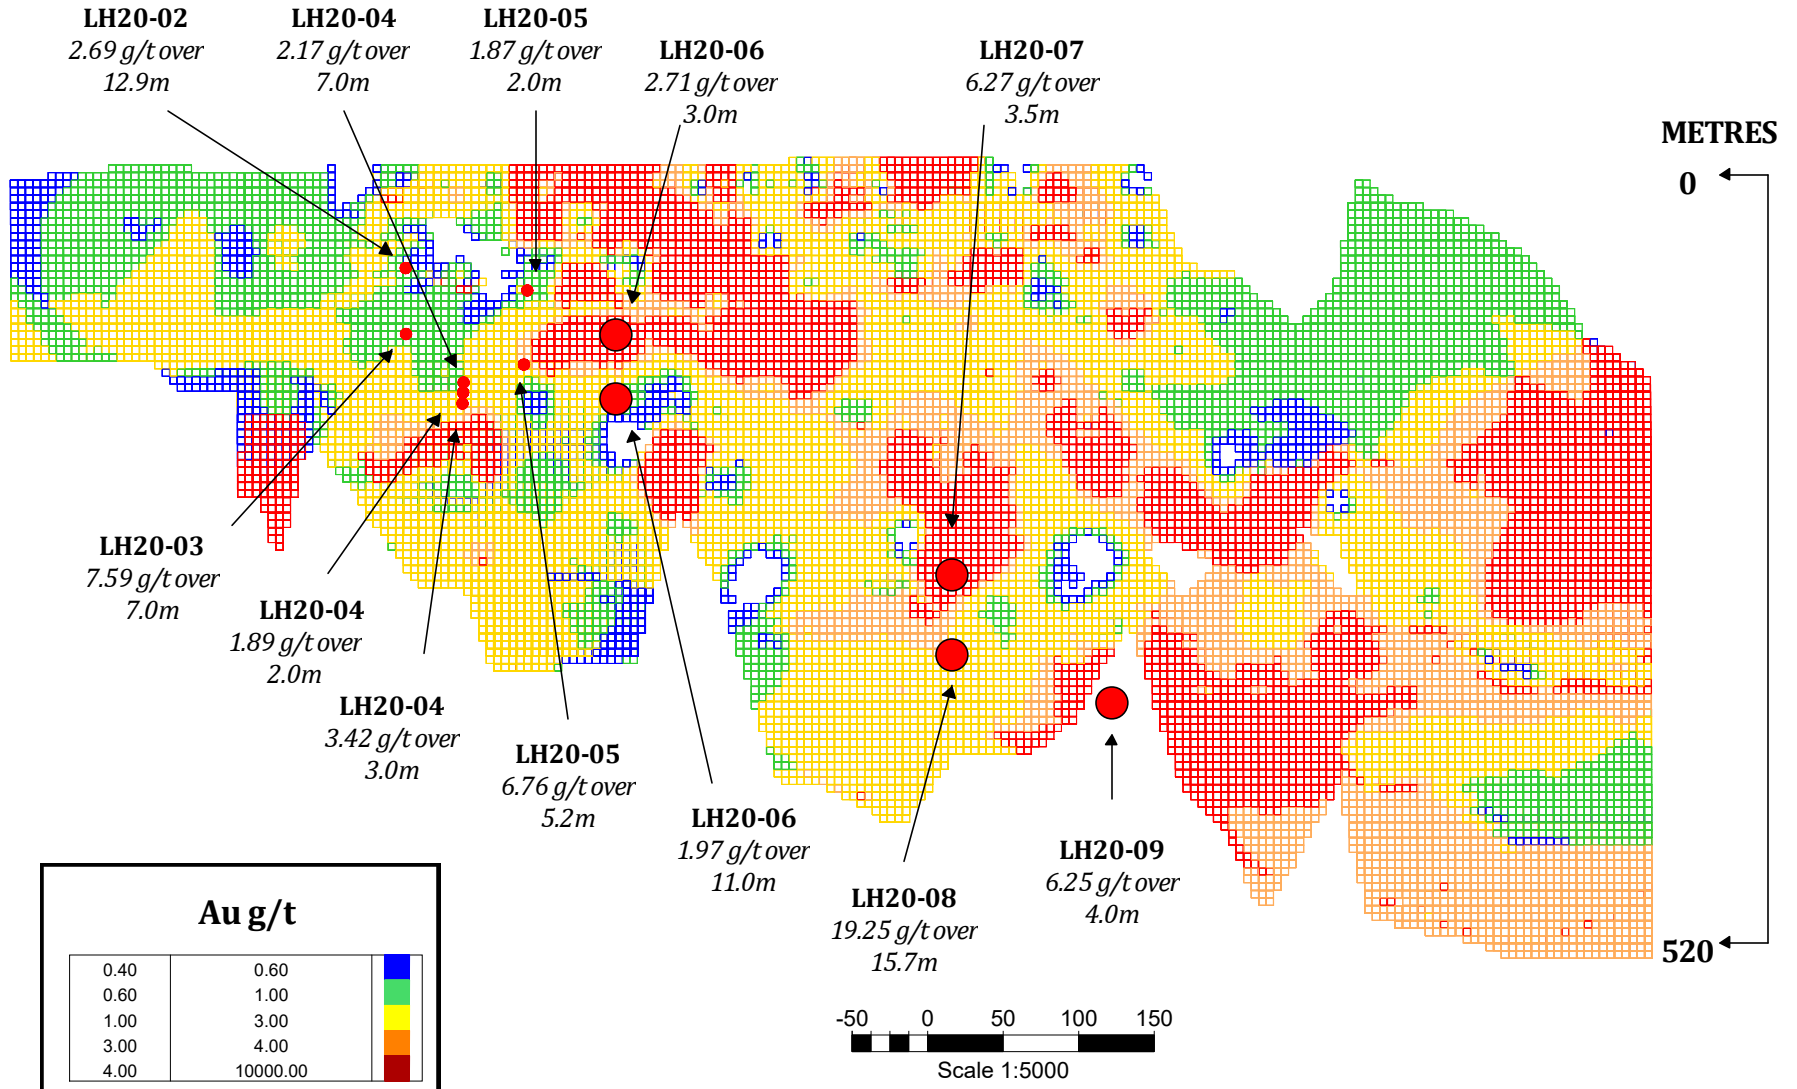 LH20-02
2.69 g/t over
12.9m
LH20-04
2.17 g/t over
7.0m
LH20-05
1.87 g/t over
2.0m
LH20-06
2.71 g/t over
3.0m
LH20-07
6.27 g/t over
3.5m
METRES
0
520
LH20-03
7.59 g/t over
7.0m
LH20-04
1.89 g/t over
2.0m
LH20-04
3.42 g/t over
3.0m
LH20-05
6.76 g/t over
5.2m
LH20-06
1.97 g/t over
11.0m
LH20-08
19.25 g/t over
15.7m
LH20-09
6.25 g/t over
4.0m
Au g/t
0.40 0.60
0.60 1.00
1.00 3.00
3.00 4.00
4.00 10000.00
-50 0 50 100 150
Scale 1:5000